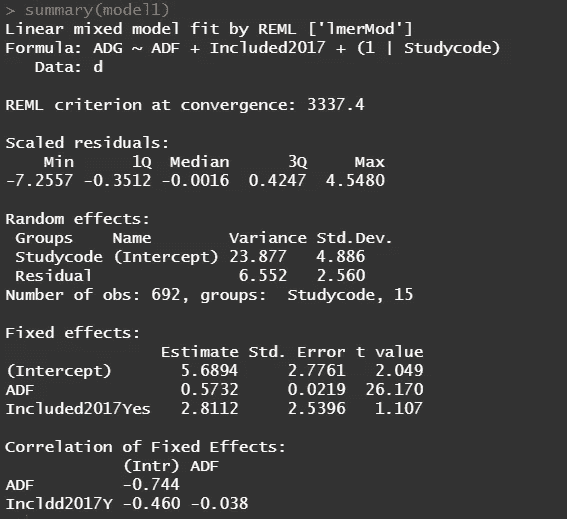 > summary(model1)
Linear mixed model fit by REML ['lmerMod']
Formula: ADG ~ ADF + Included2017 + (1 | Studycode)
   Data: d

REML criterion at convergence: 3337.4

Scaled residuals:
    Min      1Q  Median      3Q     Max
-7.2557 -0.3512 -0.0016  0.4247  4.5480

Random effects:
 Groups    Name        Variance Std.Dev.
 Studycode (Intercept) 23.877   4.886
 Residual               6.552   2.560
Number of obs: 692, groups:  Studycode, 15

Fixed effects:
                Estimate Std. Error t value
(Intercept)       5.6894     2.7761   2.049
ADF               0.5732     0.0219  26.170
Included2017Yes   2.8112     2.5396   1.107

Correlation of Fixed Effects:
            (Intr) ADF
ADF         -0.744
Incldd2017Y -0.460 -0.038